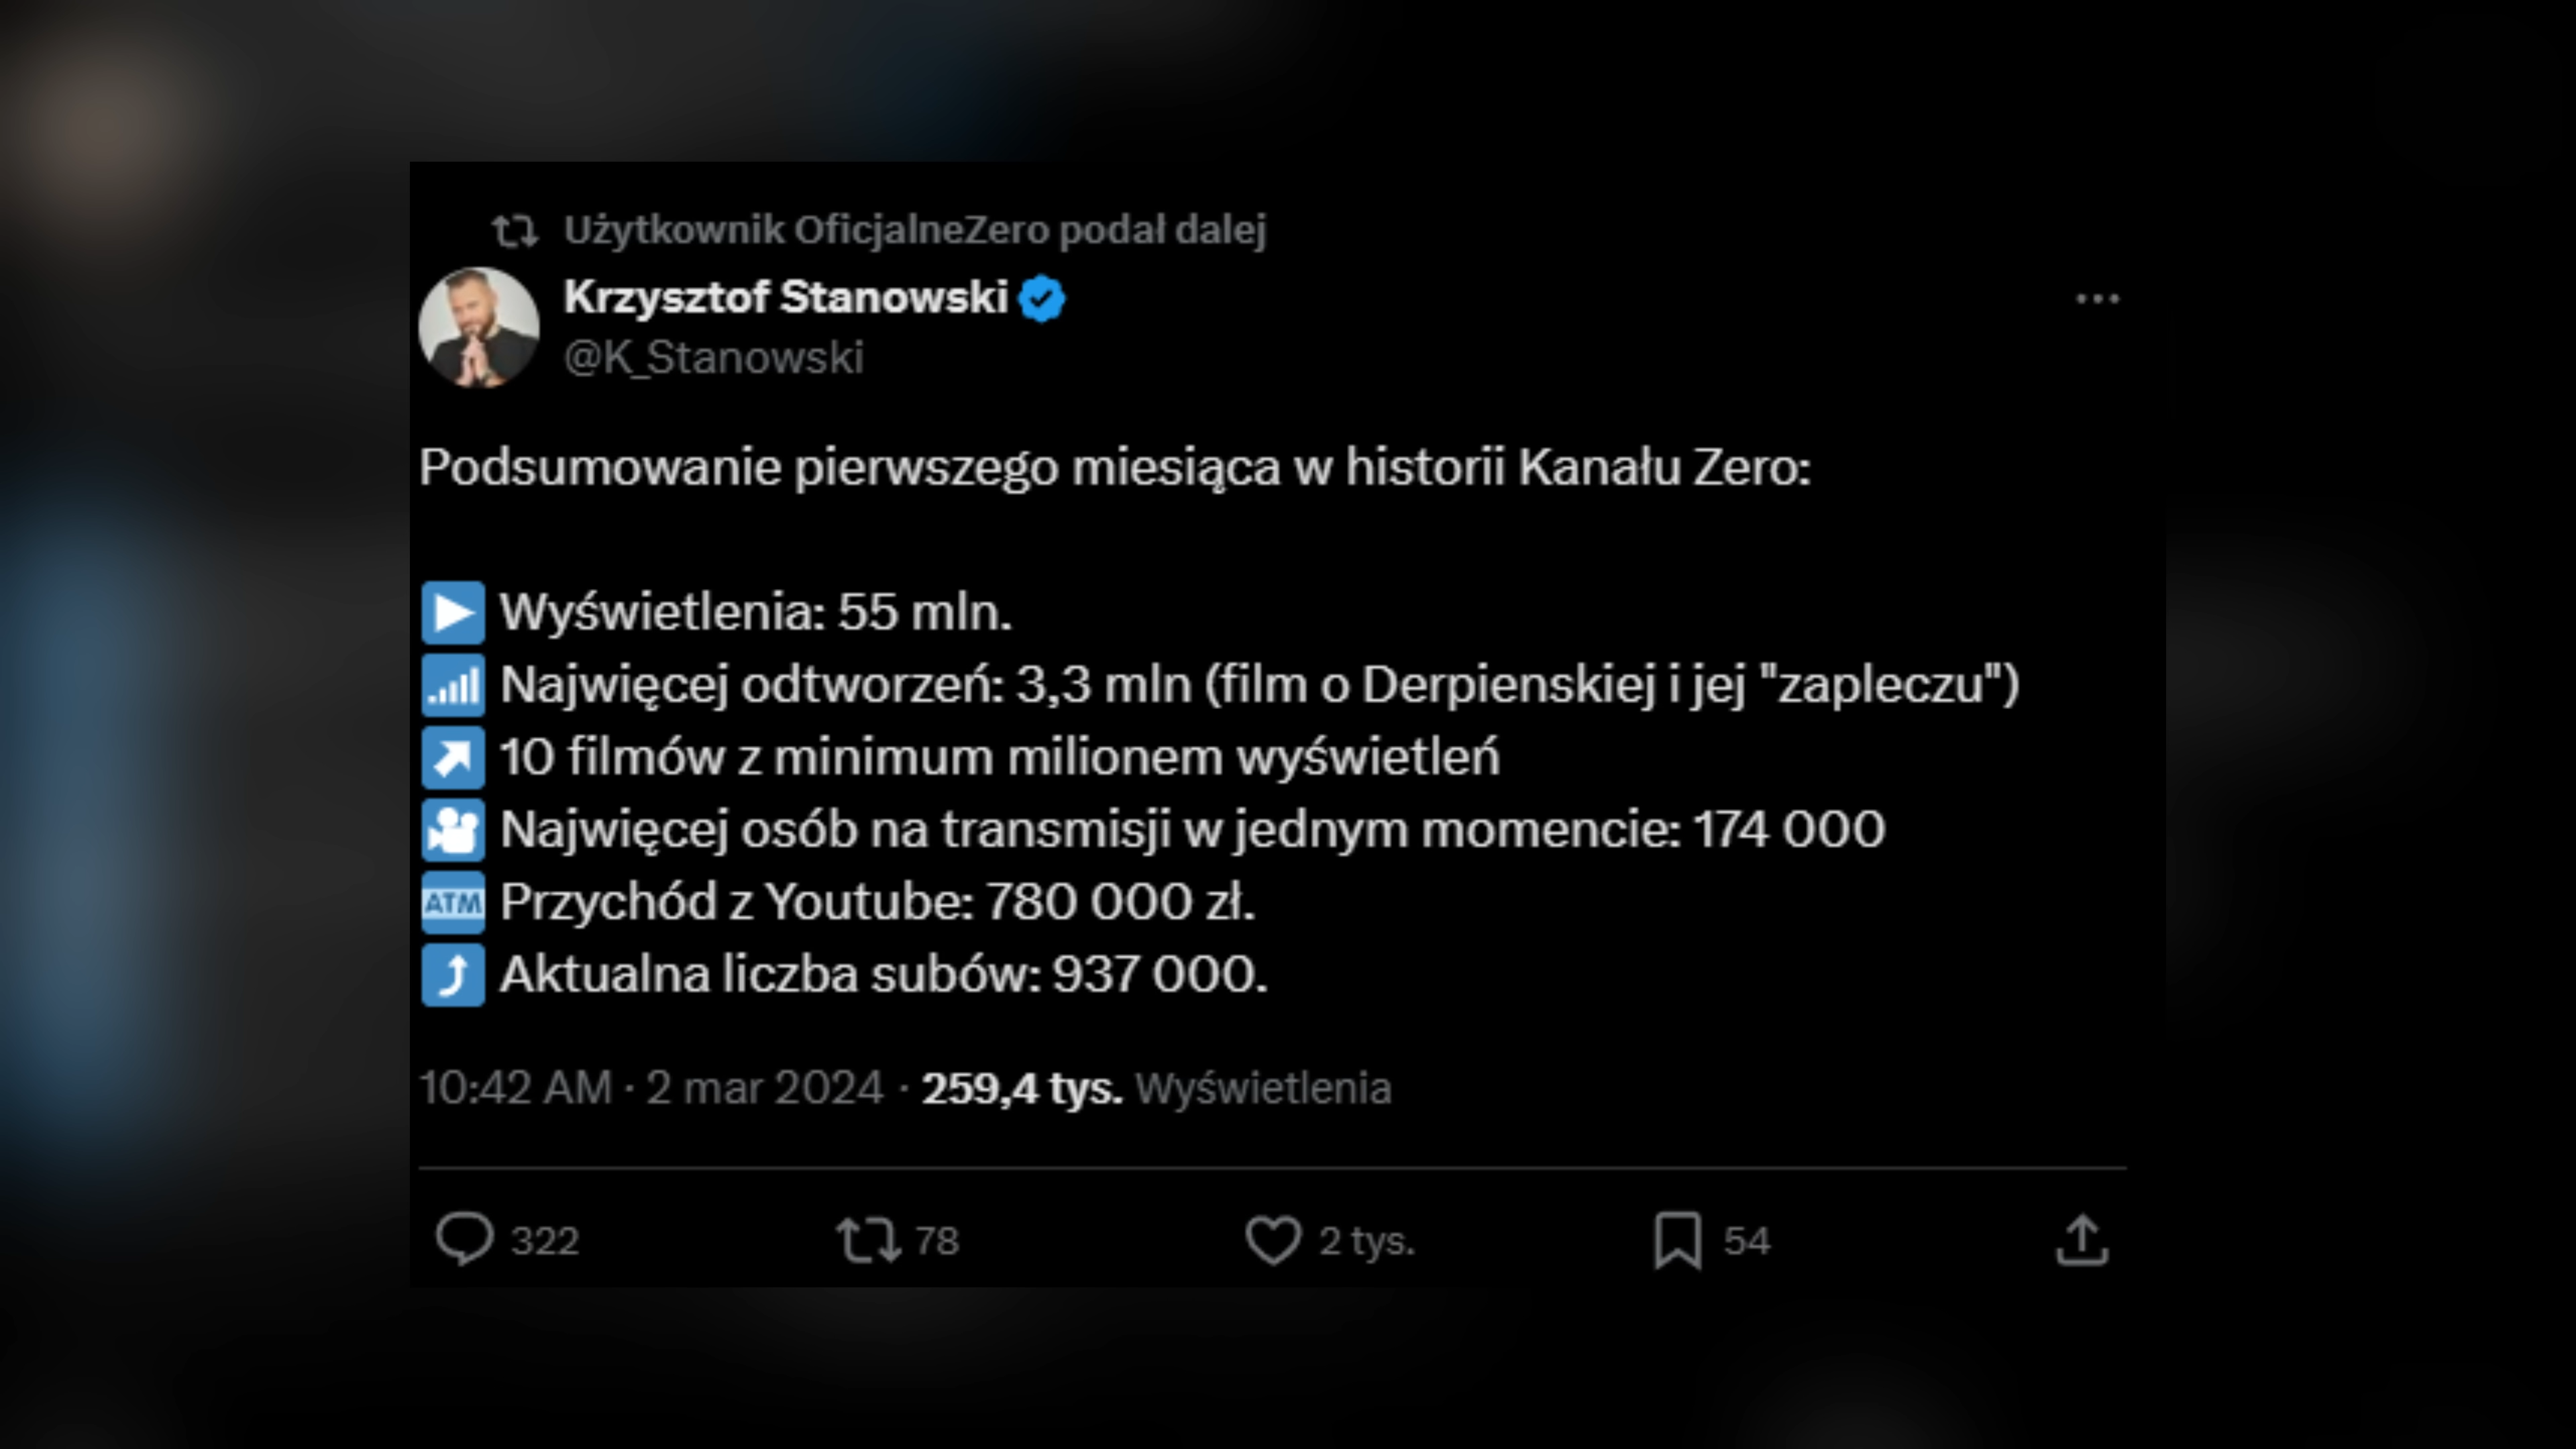 Użytkownik OficjalneZero podał dalej
Krzysztof Stanowski
@K_Stanowski
Podsumowanie pierwszego miesiąca w historii Kanału Zero:
Wyświetlenia: 55 mln.
Najwięcej odtworzeń: 3,3 mln (film o Derpienskiej i jej "zapleczu")
10 filmów z minimum milionem wyświetleń
Najwięcej osób na transmisji w jednym momencie: 174 000
ATM Przychód z Youtube: 780 000 zł.
Aktualna liczba subów: 937 000.
10:42 AM · 2 mar 2024 · 259,4 tys. Wyświetlenia
322 78 2 tys. 54